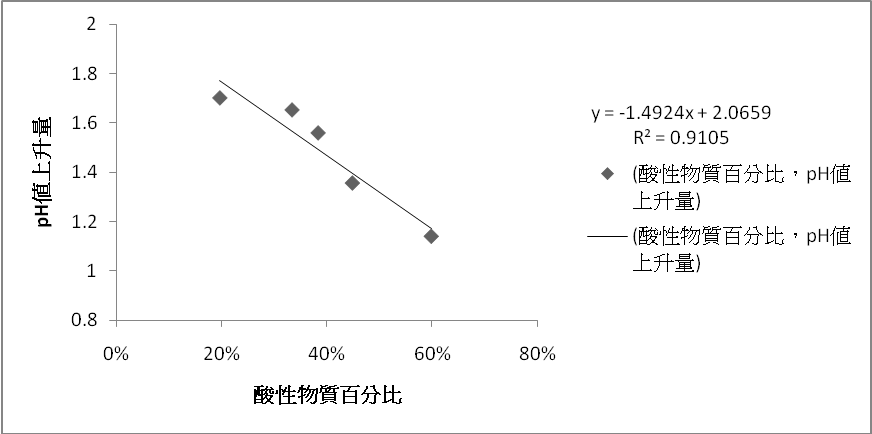 2
1.8
1.6
1.4
1.2
1
0.8
0%
20%
40%
60%
80%
pH值上升量
酸性物質百分比
y = -1.4924x + 2.0659
R² = 0.9105
(酸性物質百分比，pH值
上升量)
(酸性物質百分比，pH值
上升量)